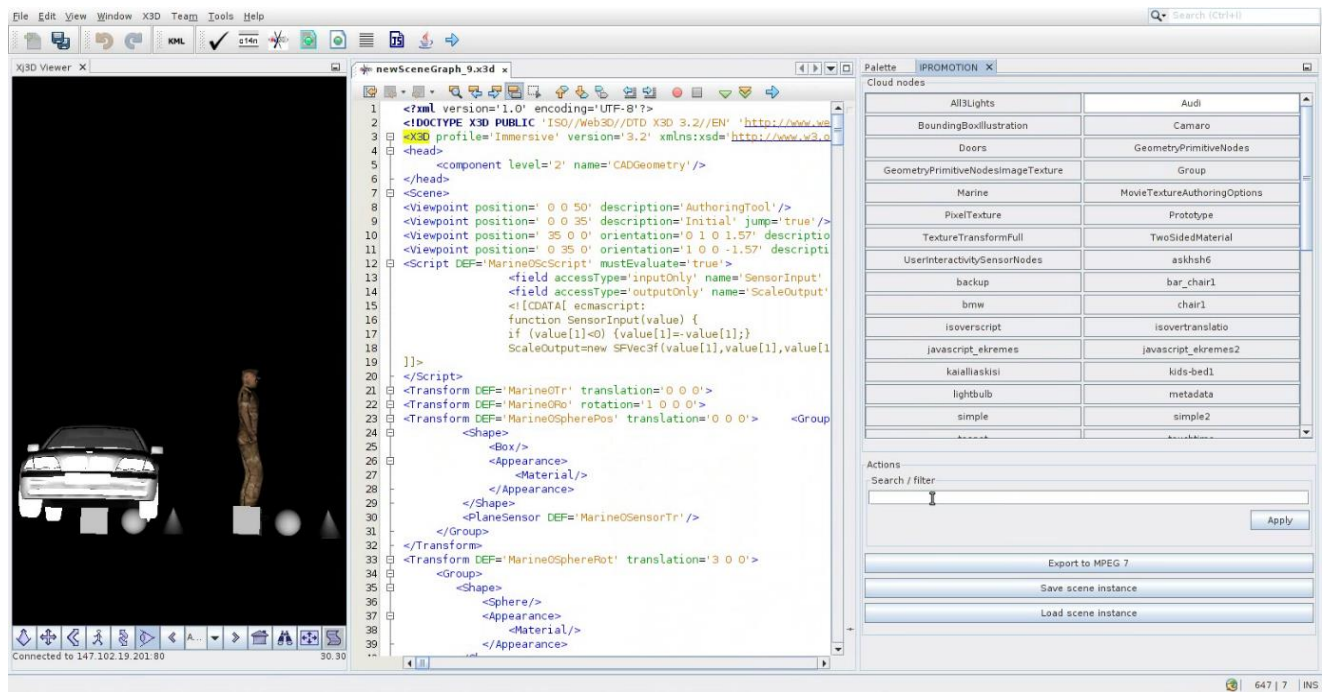 File Edit View Window X3D Team Tools Help
Search (Ctrl+I)
KML c14n JS
Xj3D Viewer X
newSceneGraph_9.x3d x
Palette IPROMOTION X
Cloud nodes
1 <?xml version='1.0' encoding='UTF-8'?>
2 <!DOCTYPE X3D PUBLIC 'ISO//Web3D//DTD X3D 3.2//EN' 'http://www.we
3 <X3D profile='Immersive' version='3.2' xmlns:xsd='http://www.w3.o
4 <head>
5 <component level='2' name='CADGeometry'/>
6 </head>
7 <Scene>
8 <Viewpoint position=' 0 0 50' description='AuthoringTool'/>
9 <Viewpoint position=' 0 0 35' description='Initial' jump='true'/>
10 <Viewpoint position=' 35 0 0' orientation='0 1 0 1.57' descriptio
11 <Viewpoint position=' 0 35 0' orientation='1 0 0 -1.57' descripti
12 <Script DEF='MarineOScScript' mustEvaluate='true'>
13 <field accessType='inputOnly' name='SensorInput'
14 <field accessType='outputOnly' name='ScaleOutput'
15 <![CDATA[ ecmascript:
16 function SensorInput(value) {
17 if (value[1]<0) {value[1]=-value[1];}
18 ScaleOutput=new SFVec3f(value[1],value[1],value[1
19 ]]>
20 </Script>
21 <Transform DEF='MarineOTr' translation='0 0 0'>
22 <Transform DEF='MarineORo' rotation='1 0 0 0'>
23 <Transform DEF='MarineOSpherePos' translation='0 0 0'> <Group
24 <Shape>
25 <Box/>
26 <Appearance>
27 <Material/>
28 </Appearance>
29 </Shape>
30 <PlaneSensor DEF='MarineOSensorTr'/>
31 </Group>
32 </Transform>
33 <Transform DEF='MarineOSphereRot' translation='3 0 0'>
34 <Group>
35 <Shape>
36 <Sphere/>
37 <Appearance>
38 <Material/>
39 </Appearance>
All3Lights Audi
BoundingBoxIllustration Camaro
Doors GeometryPrimitiveNodes
GeometryPrimitiveNodesImageTexture Group
Marine MovieTextureAuthoringOptions
PixelTexture Prototype
TextureTransformFull TwoSidedMaterial
UserInteractivitySensorNodes askhsh6
backup bar_chair1
bmw chair1
isoverscript isovertranslatio
javascript_ekremes javascript_ekremes2
kaialliaskisi kids-bed1
lightbulb metadata
simple simple2
Actions
Search / filter
Apply
Export to MPEG 7
Save scene instance
Load scene instance
A...
Connected to 147.102.19.201:80 30.30
647 | 7 INS